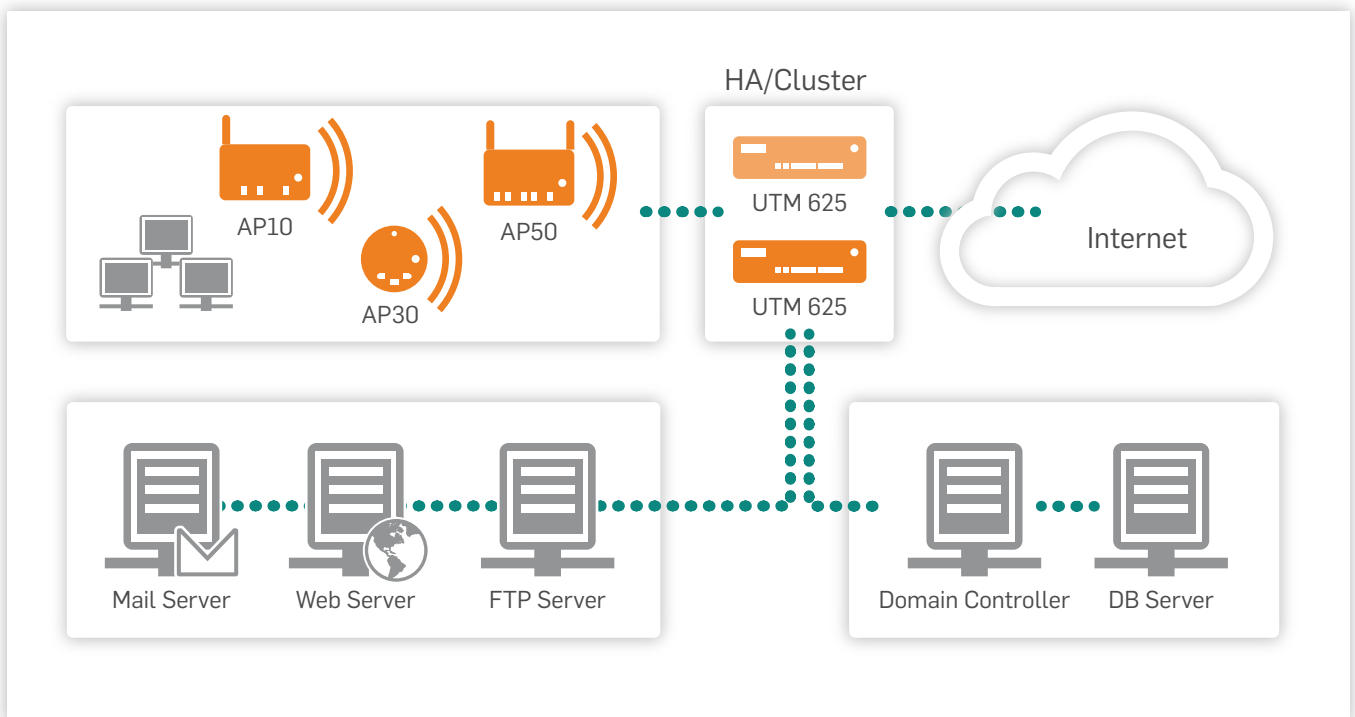 HA/Cluster
AP10
AP30
AP50
UTM 625
UTM 625
Internet
Mail Server
Web Server
FTP Server
Domain Controller
DB Server